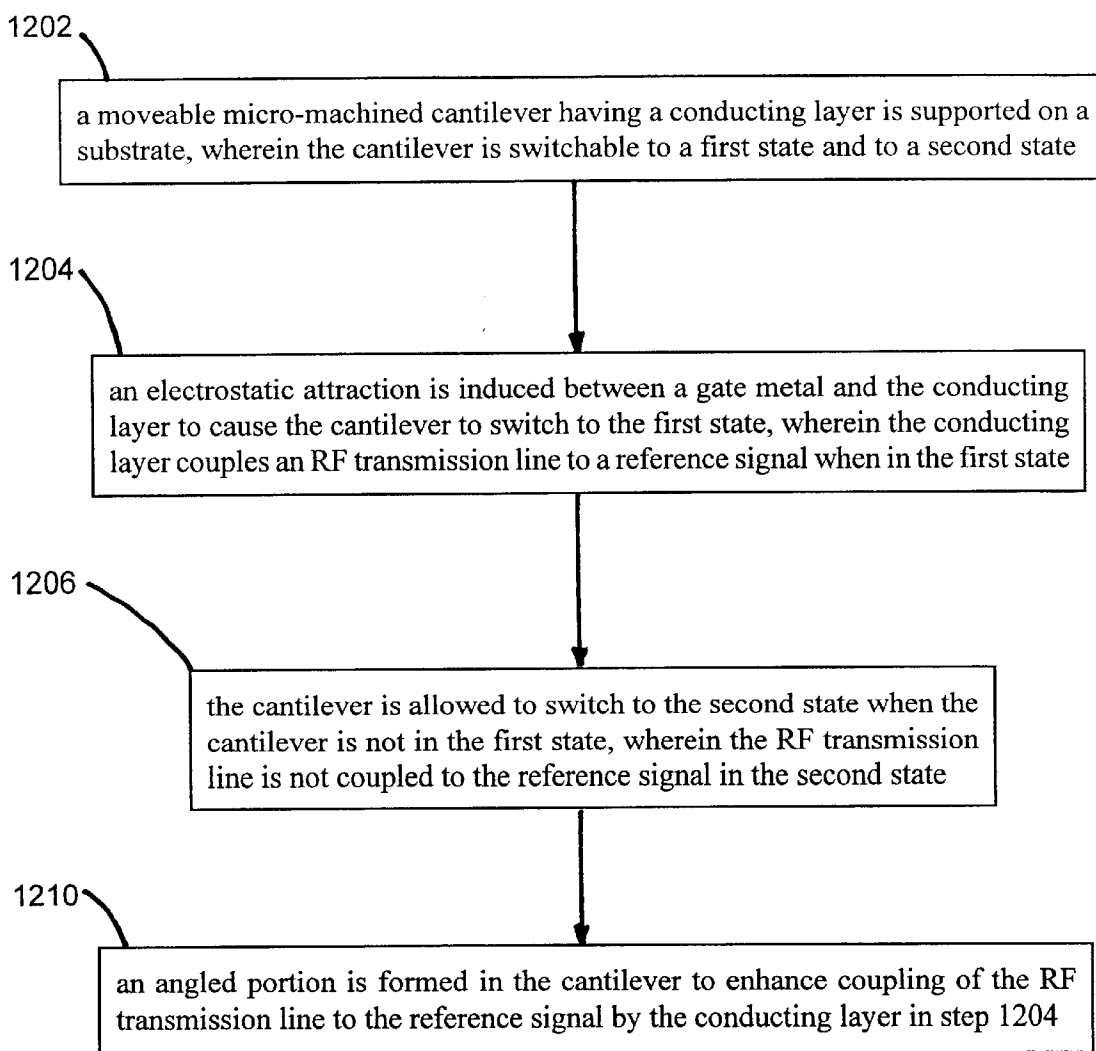 1202
a moveable micro-machined cantilever having a conducting layer is supported on a
substrate, wherein the cantilever is switchable to a first state and to a second state
1204
an electrostatic attraction is induced between a gate metal and the conducting
layer to cause the cantilever to switch to the first state, wherein the conducting
layer couples an RF transmission line to a reference signal when in the first state
1206
the cantilever is allowed to switch to the second state when the
cantilever is not in the first state, wherein the RF transmission
line is not coupled to the reference signal in the second state
1210
an angled portion is formed in the cantilever to enhance coupling of the RF
transmission line to the reference signal by the conducting layer in step 1204